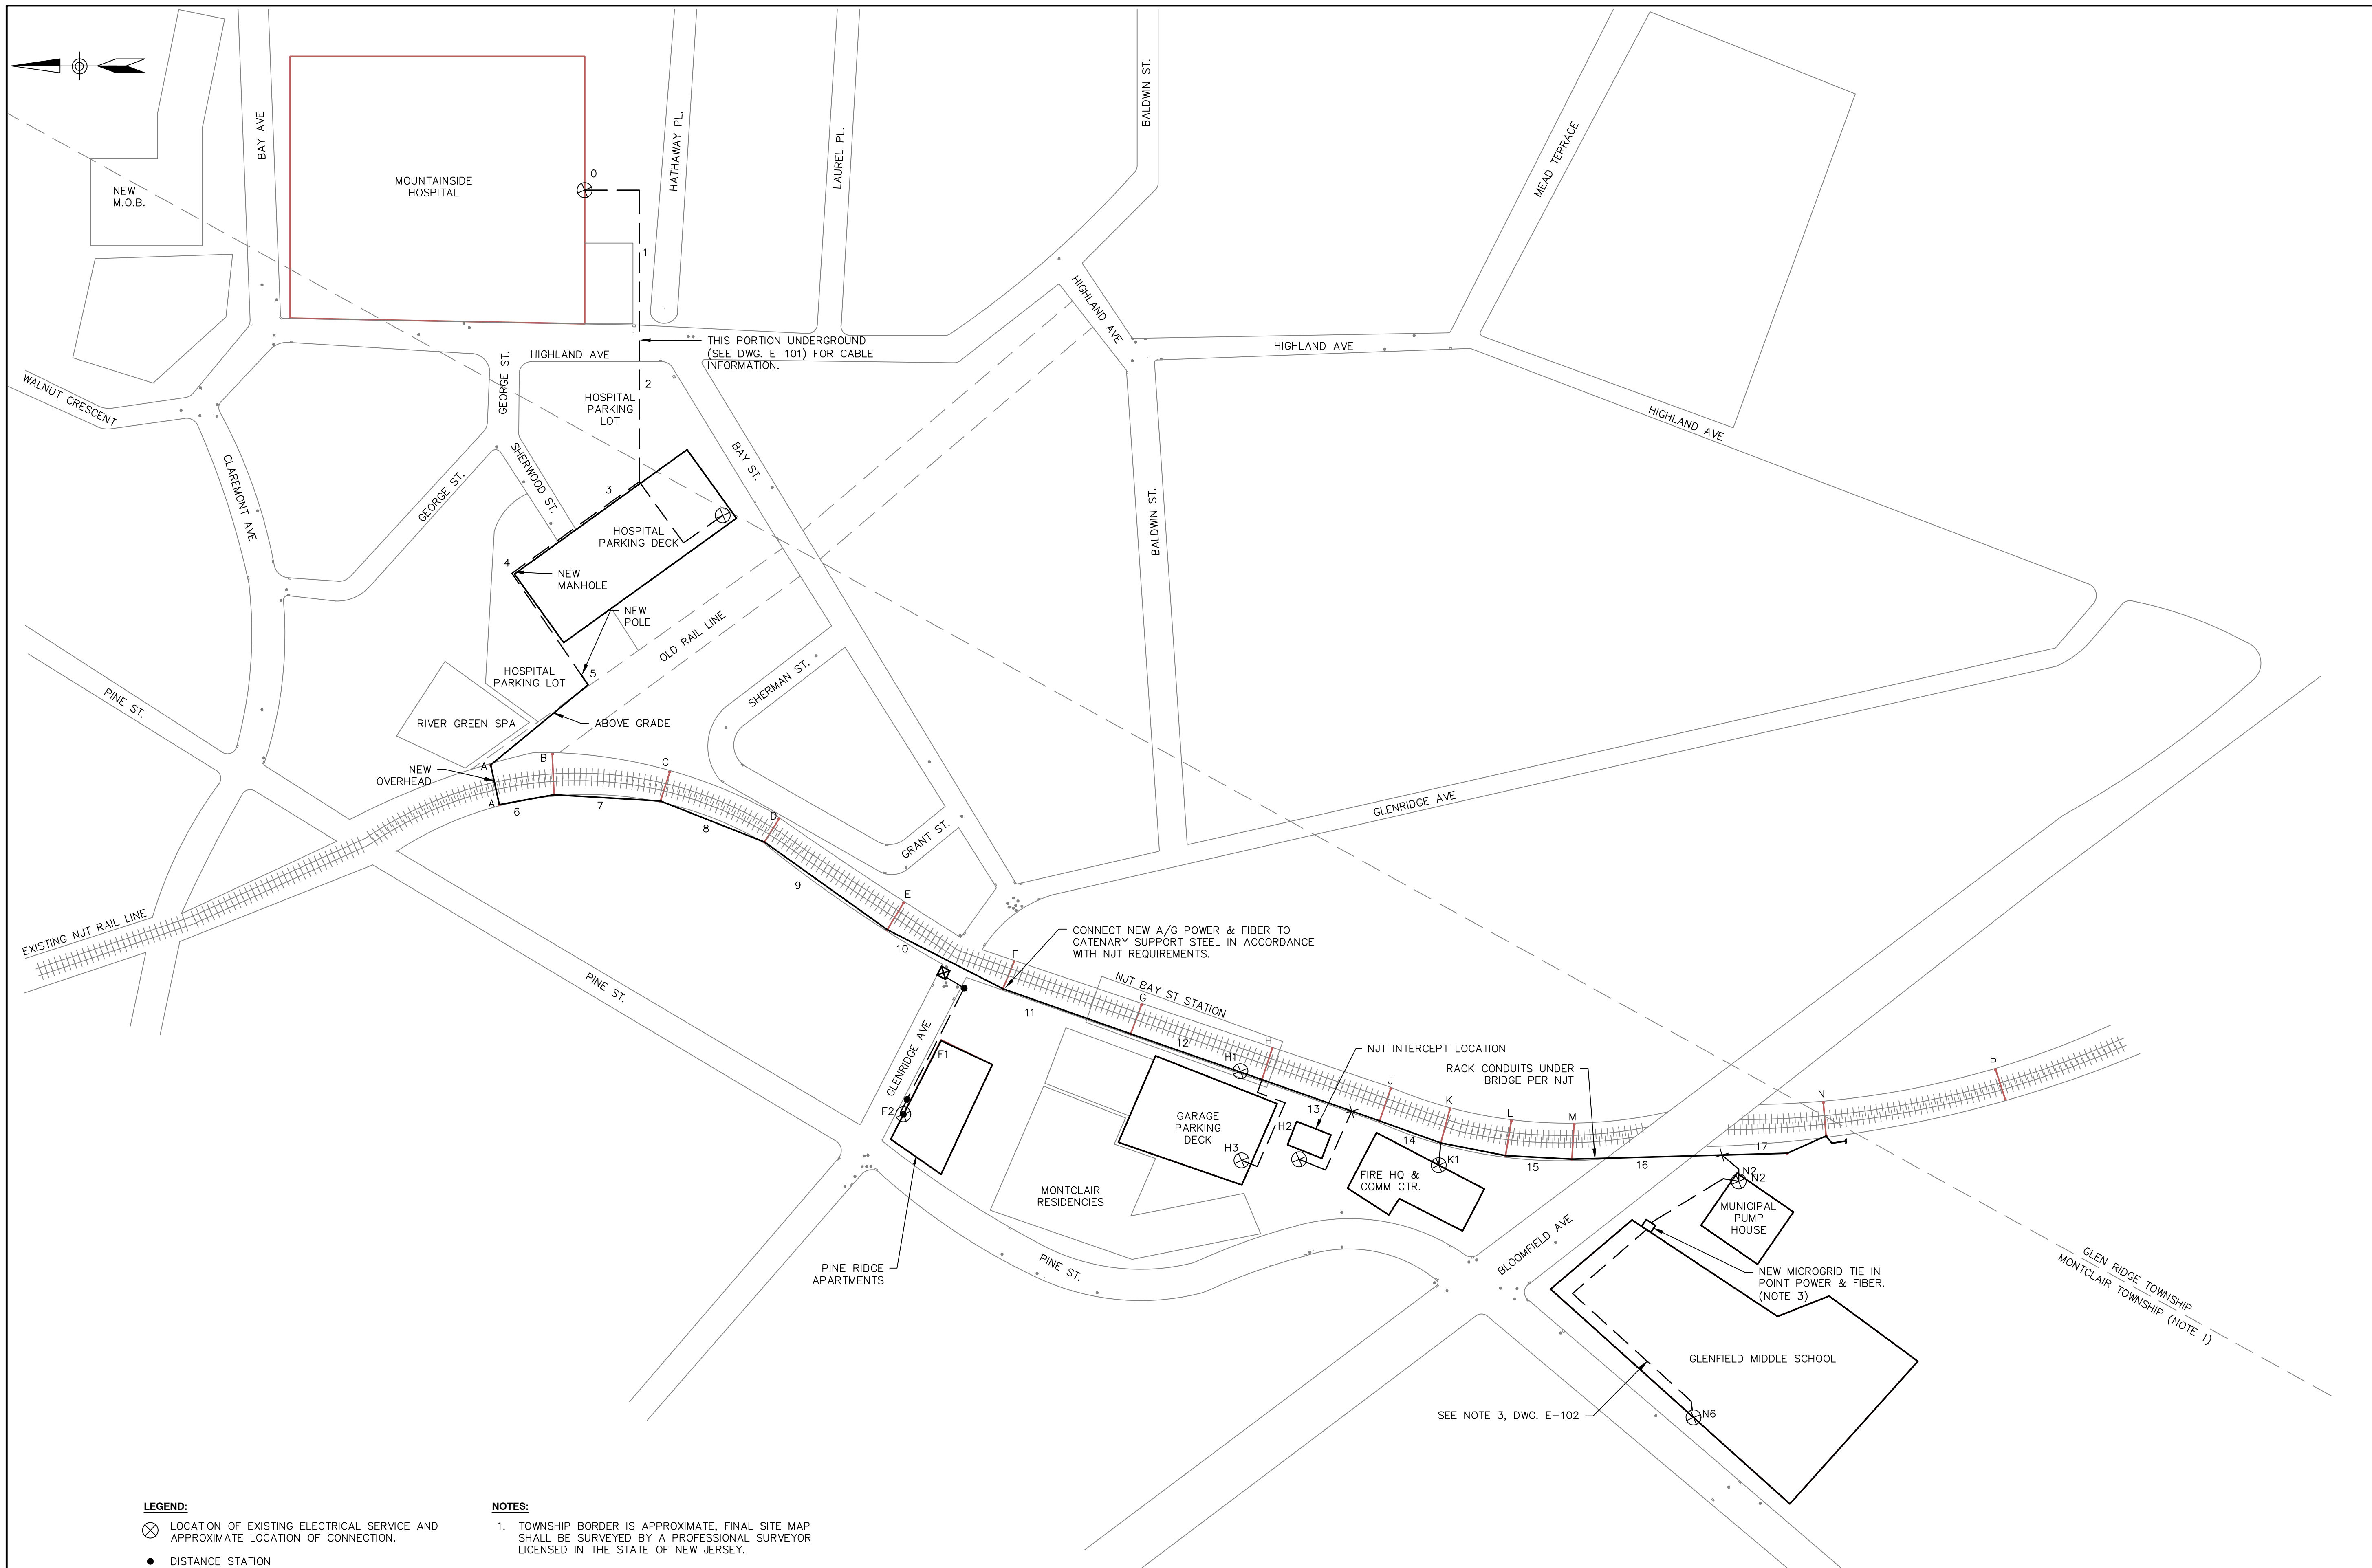 BAY AVE
HATHAWAY PL.
LAUREL PL.
BALDWIN ST.
MEAD TERRACE
NEW
M.O.B.
MOUNTAINSIDE
HOSPITAL
0
1
HIGHLAND AVE
THIS PORTION UNDERGROUND
(SEE DWG. E-101) FOR CABLE
INFORMATION.
HIGHLAND AVE
HIGHLAND AVE
HIGHLAND AVE
WALNUT CRESCENT
GEORGE ST.
2
HOSPITAL
PARKING
LOT
CLAREMONT AVE
GEORGE ST.
SHERWOOD ST.
BAY ST.
3
HOSPITAL
PARKING DECK
BALDWIN ST.
4
NEW
MANHOLE
NEW
POLE
OLD RAIL LINE
5
HOSPITAL
PARKING LOT
SHERMAN ST.
PINE ST.
RIVER GREEN SPA
ABOVE GRADE
NEW
OVERHEAD
A
B
C
A
6
7
8
D
9
GRANT ST.
GLENRIDGE AVE
E
10
EXISTING NJT RAIL LINE
CONNECT NEW A/G POWER & FIBER TO
CATENARY SUPPORT STEEL IN ACCORDANCE
WITH NJT REQUIREMENTS.
F
NJT BAY ST STATION
PINE ST.
G
11
12
H
H1
NJT INTERCEPT LOCATION
RACK CONDUITS UNDER
BRIDGE PER NJT
GLENRIDGE AVE
F1
F2
J
K
L
M
N
P
13
H2
14
15
16
17
GARAGE
PARKING
DECK
H3
K1
FIRE HQ &
COMM CTR.
N2
N2
MONTCLAIR
RESIDENCIES
MUNICIPAL
PUMP
HOUSE
PINE RIDGE
APARTMENTS
PINE ST.
BLOOMFIELD AVE
NEW MICROGRID TIE IN
POINT POWER & FIBER.
(NOTE 3)
GLEN RIDGE TOWNSHIP
MONTCLAIR TOWNSHIP (NOTE 1)
GLENFIELD MIDDLE SCHOOL
SEE NOTE 3, DWG. E-102
N6
LEGEND:
LOCATION OF EXISTING ELECTRICAL SERVICE AND
APPROXIMATE LOCATION OF CONNECTION.
DISTANCE STATION
NOTES:
1. TOWNSHIP BORDER IS APPROXIMATE, FINAL SITE MAP
SHALL BE SURVEYED BY A PROFESSIONAL SURVEYOR
LICENSED IN THE STATE OF NEW JERSEY.